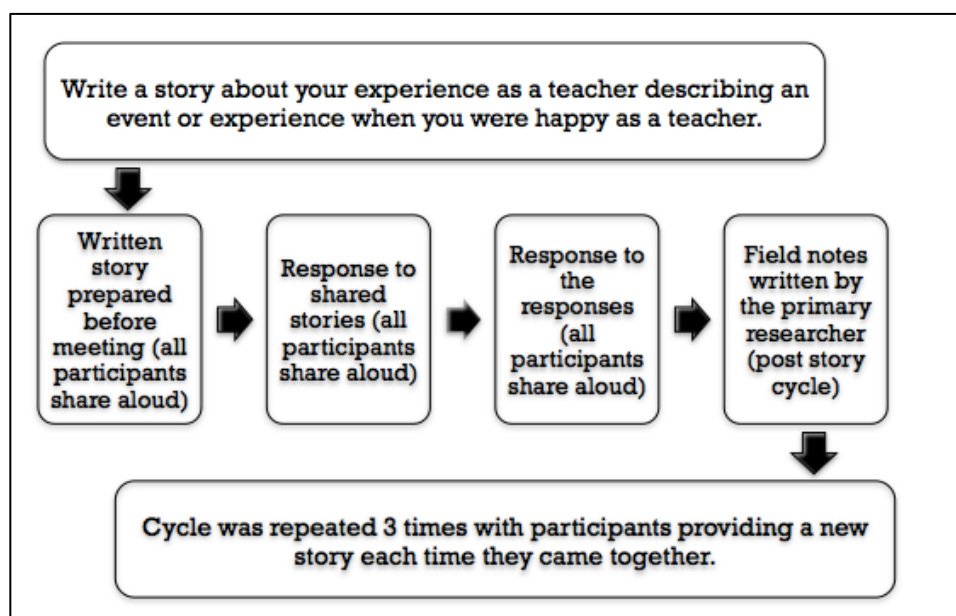 Write a story about your experience as a teacher describing an
event or experience when you were happy as a teacher.
Written
story
prepared
before
meeting (all
participants
share aloud)
Response to
shared
stories (all
participants
share aloud)
Response to
the
responses
(all
participants
share aloud)
Field notes
written by
the primary
researcher
(post story
cycle)
Cycle was repeated 3 times with participants providing a new
story each time they came together.